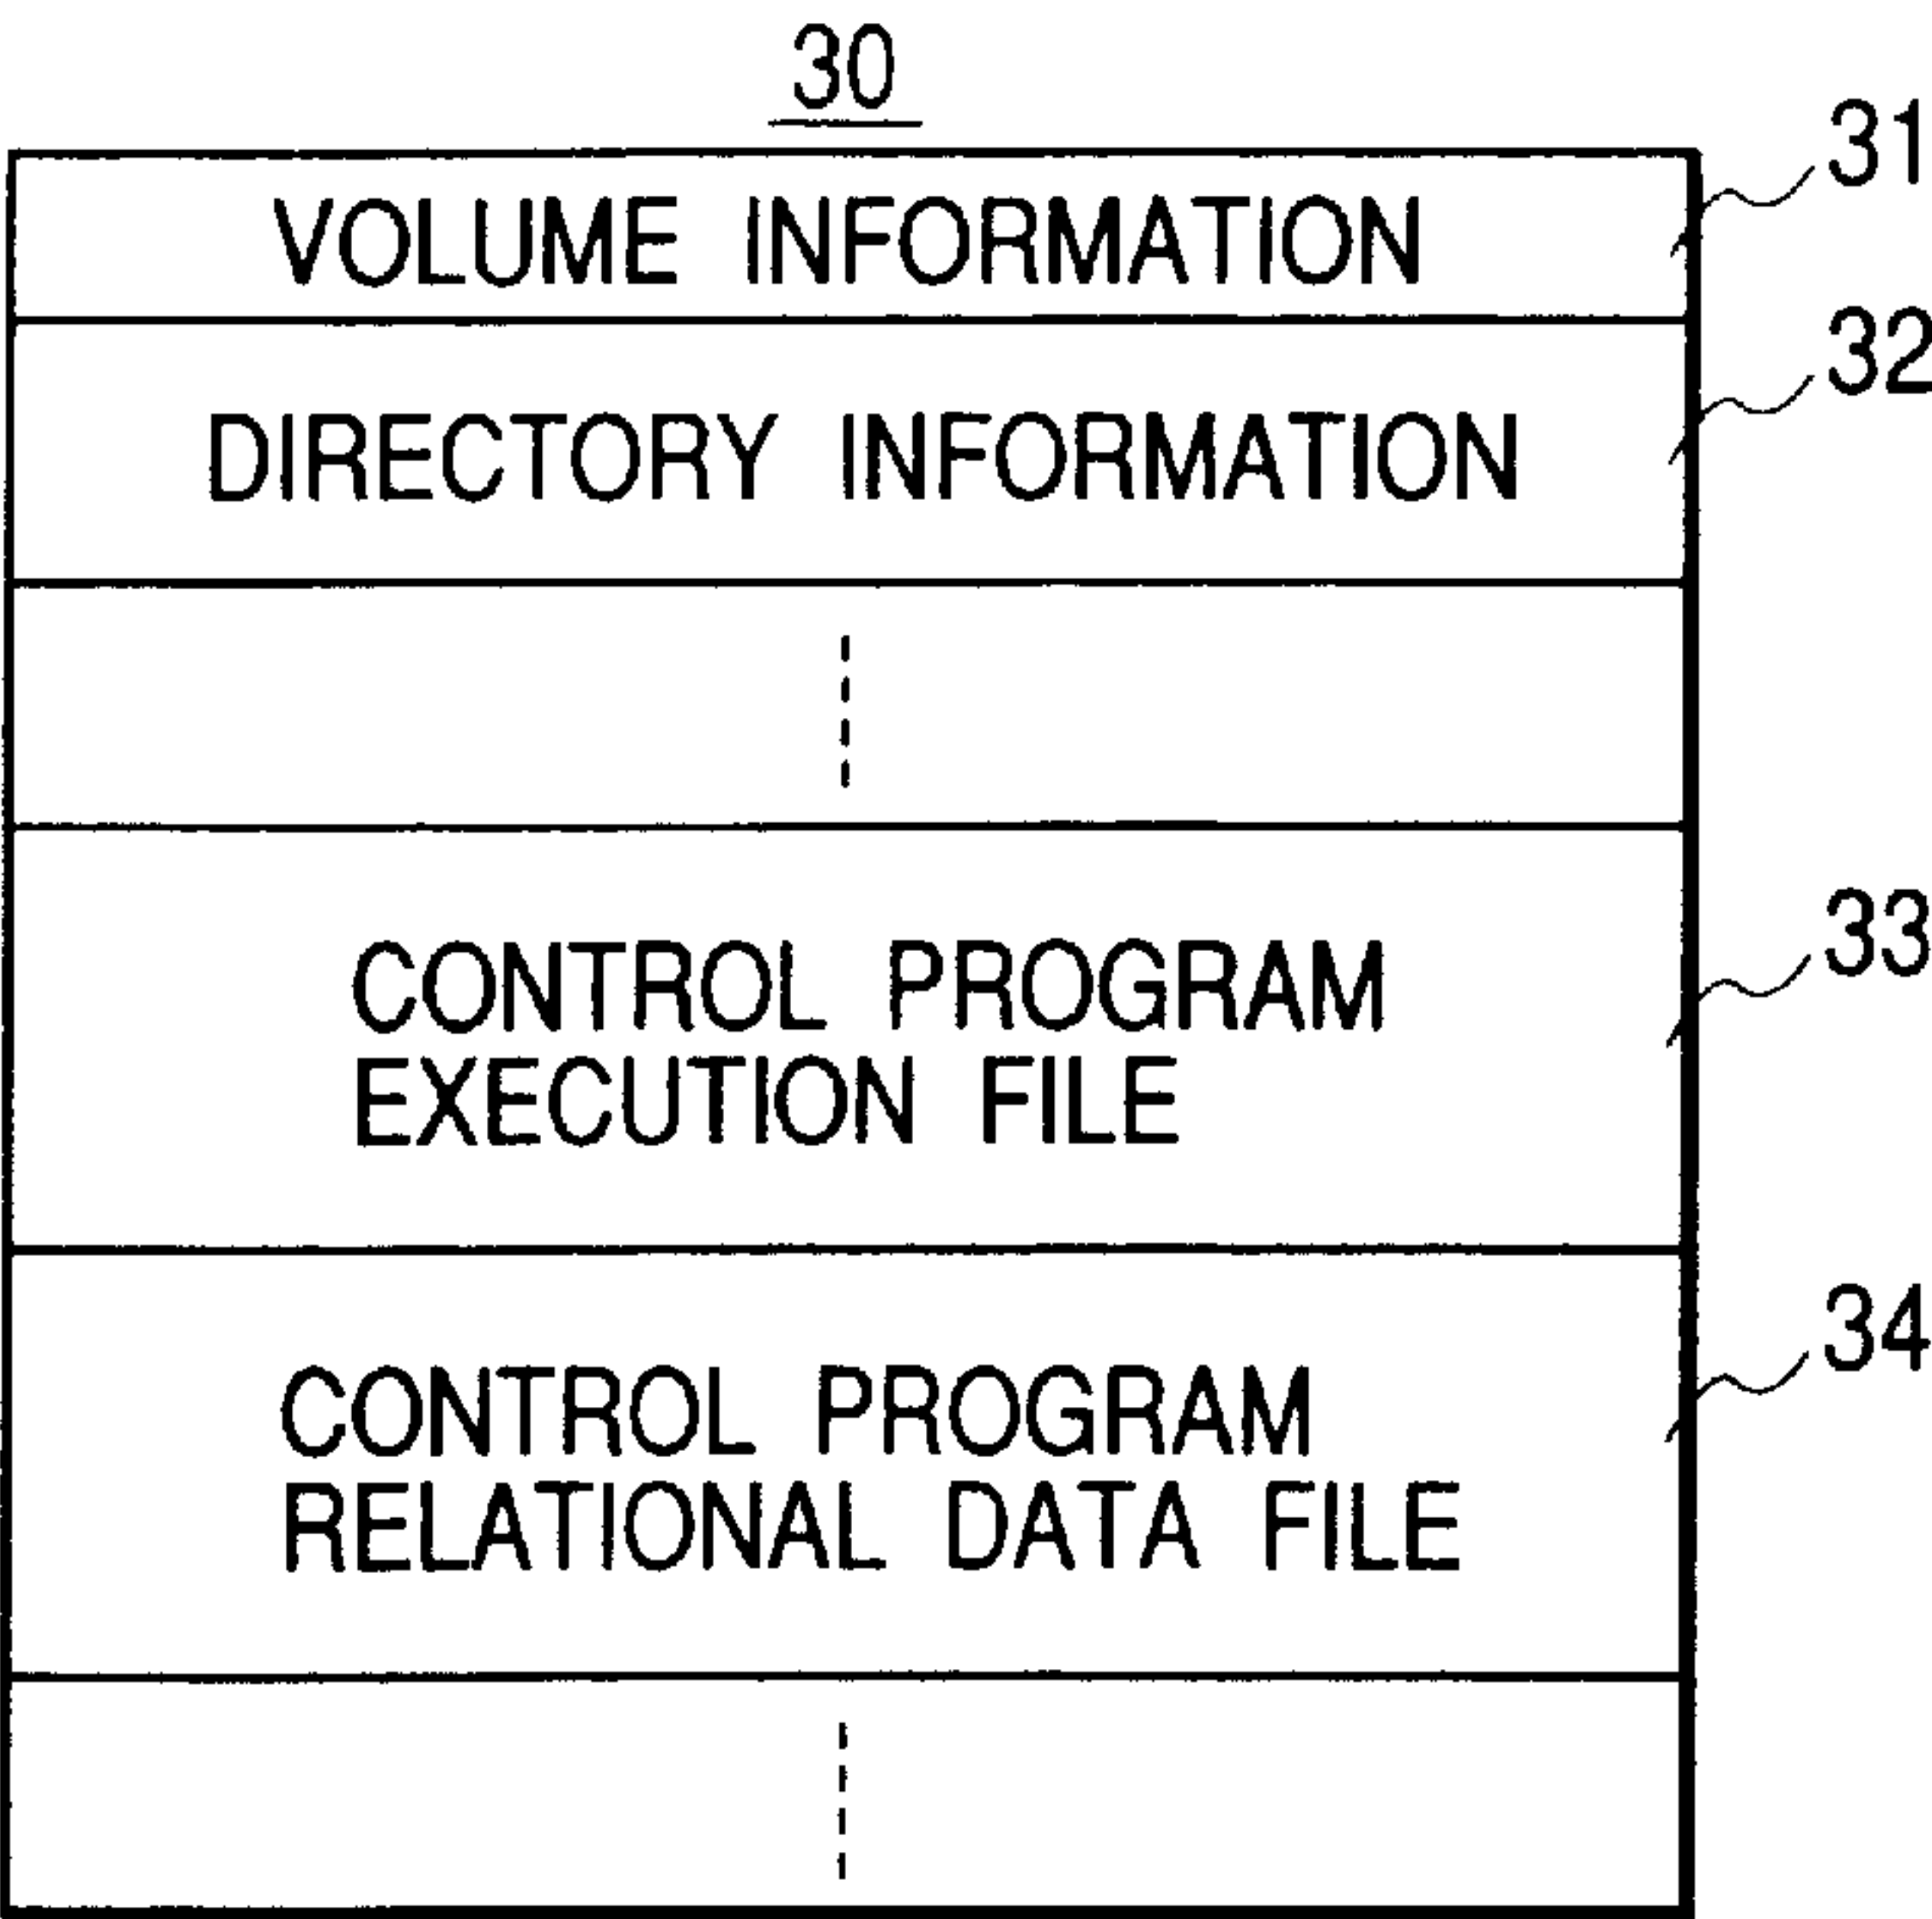 30
31
VOLUME INFORMATION
32
DIRECTORY INFORMATION
33
CONTROL PROGRAM
EXECUTION FILE
34
CONTROL PROGRAM
RELATIONAL DATA FILE